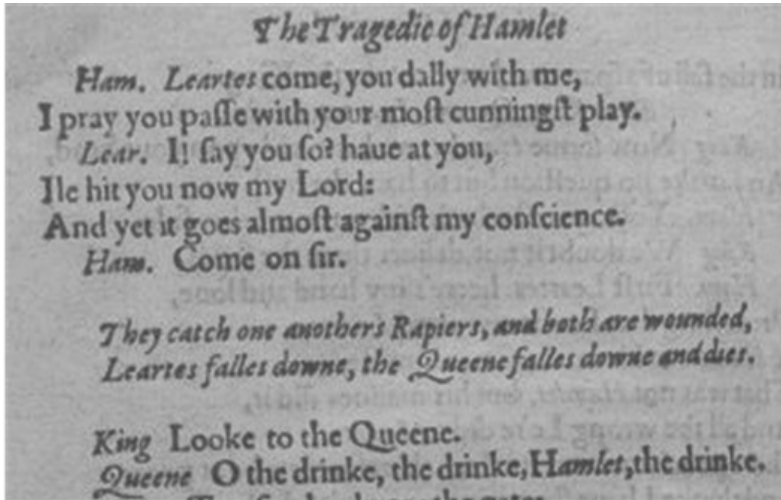 The Tragedie of Hamlet
Ham. Leartes come, you dally with me,
I pray you paſſe with your moſt cunningſt play.
Lear. I! ſay you ſo? haue at you,
Ile hit you now my Lord:
And yet it goes almoſt againſt my conſcience.
Ham. Come on ſir.
They catch one anothers Rapiers, and both are wounded,
Leartes falles downe, the Queene falles downe and dies.
King Looke to the Queene.
Queene O the drinke, the drinke, Hamlet, the drinke.